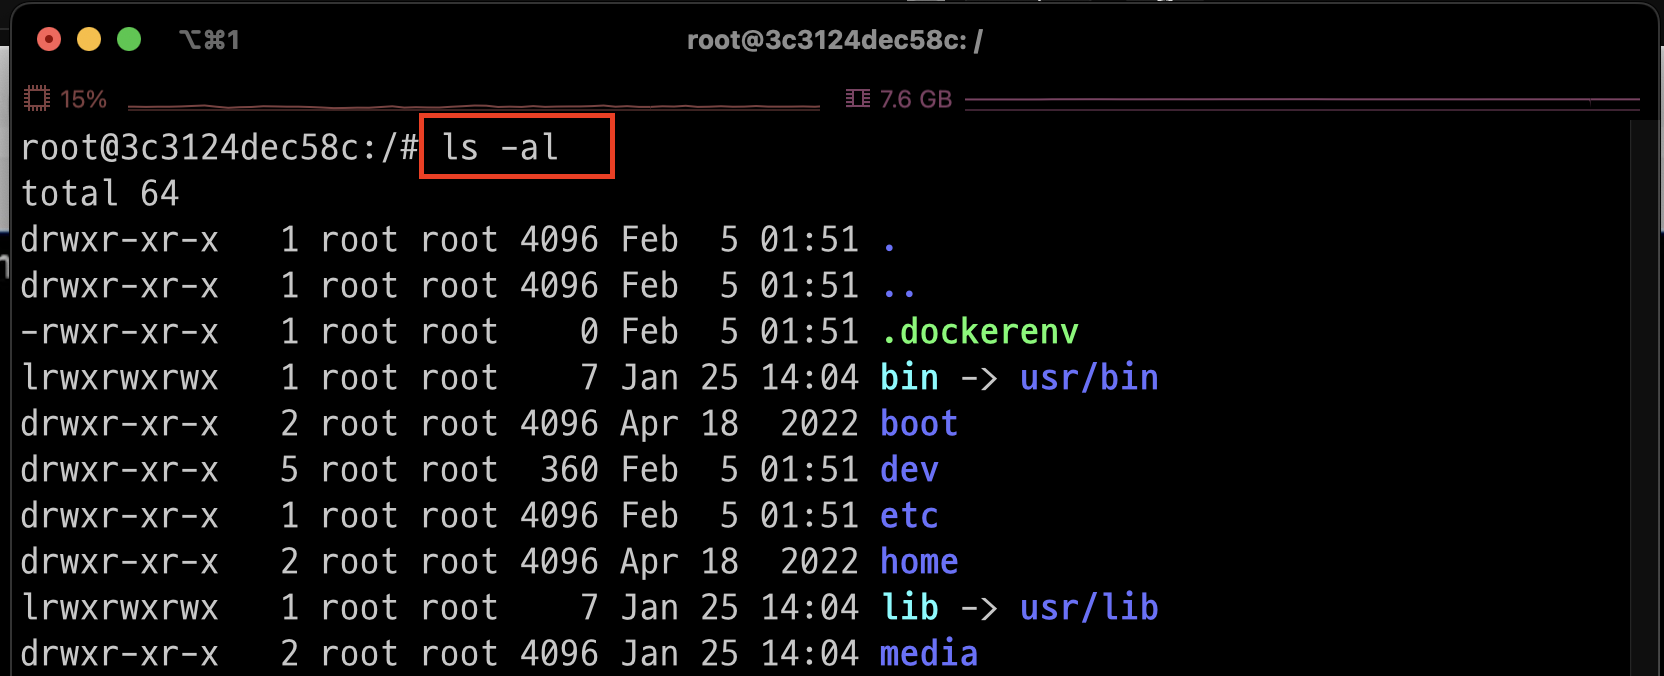 ⌥⌘1
root@3c3124dec58c: /
15%
7.6 GB
root@3c3124dec58c:/# ls -al
total 64
drwxr-xr-x   1 root root 4096 Feb  5 01:51 .
drwxr-xr-x   1 root root 4096 Feb  5 01:51 ..
-rwxr-xr-x   1 root root    0 Feb  5 01:51 .dockerenv
lrwxrwxrwx   1 root root    7 Jan 25 14:04 bin -> usr/bin
drwxr-xr-x   2 root root 4096 Apr 18  2022 boot
drwxr-xr-x   5 root root  360 Feb  5 01:51 dev
drwxr-xr-x   1 root root 4096 Feb  5 01:51 etc
drwxr-xr-x   2 root root 4096 Apr 18  2022 home
lrwxrwxrwx   1 root root    7 Jan 25 14:04 lib -> usr/lib
drwxr-xr-x   2 root root 4096 Jan 25 14:04 media